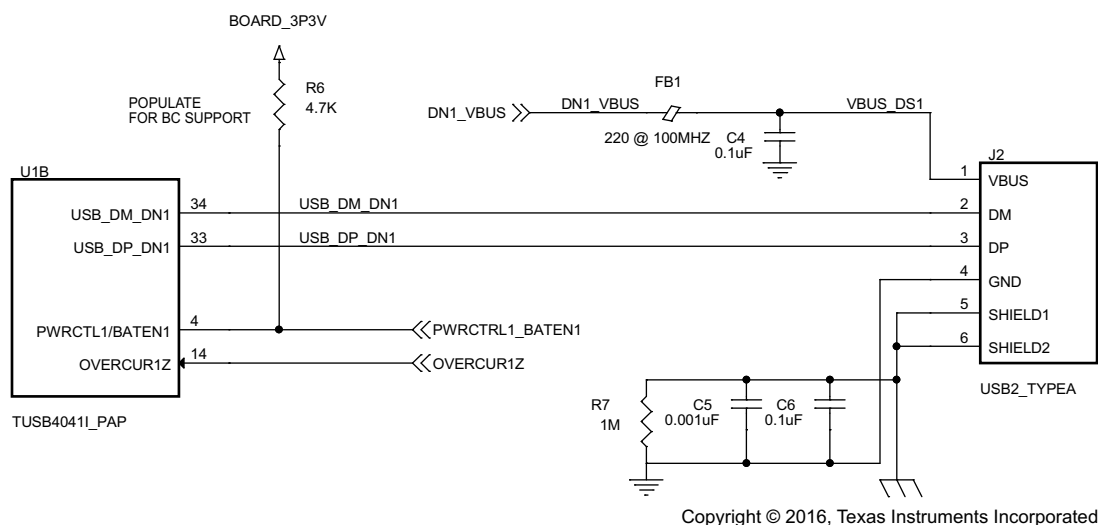 BOARD_3P3V
R6
4.7K
POPULATE
FOR BC SUPPORT
FB1
DN1_VBUS
DN1_VBUS
VBUS_DS1
220 @ 100MHZ
C4
0.1uF
J2
U1B
1
VBUS
USB_DM_DN1
34
USB_DM_DN1
2
DM
USB_DP_DN1
33
USB_DP_DN1
3
DP
4
GND
PWRCTL1/BATEN1
4
PWRCTRL1_BATEN1
5
SHIELD1
OVERCUR1Z
14
OVERCUR1Z
6
SHIELD2
USB2_TYPEA
TUSB4041I_PAP
R7
1M
C5
0.001uF
C6
0.1uF
Copyright © 2016, Texas Instruments Incorporated